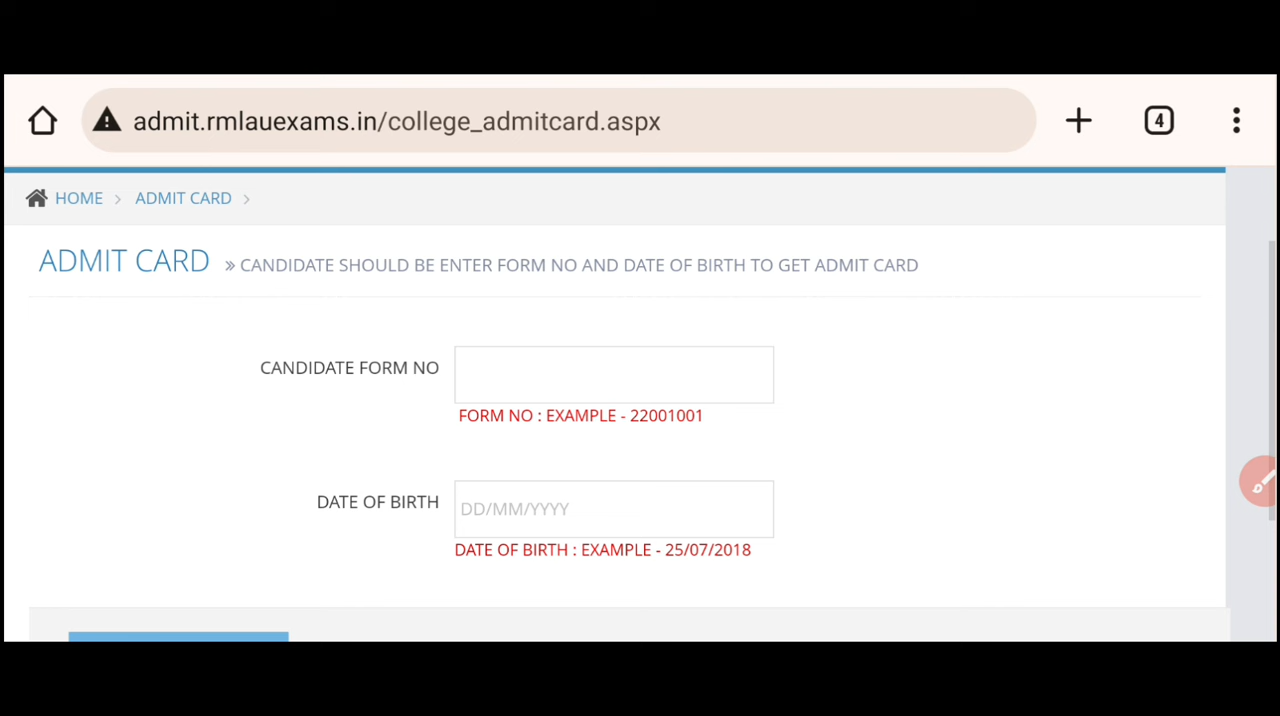 admit.rmlauexams.in/college_admitcard.aspx
4
HOME > ADMIT CARD >
ADMIT CARD » CANDIDATE SHOULD BE ENTER FORM NO AND DATE OF BIRTH TO GET ADMIT CARD
CANDIDATE FORM NO
FORM NO : EXAMPLE - 22001001
DATE OF BIRTH
DD/MM/YYYY
DATE OF BIRTH : EXAMPLE - 25/07/2018